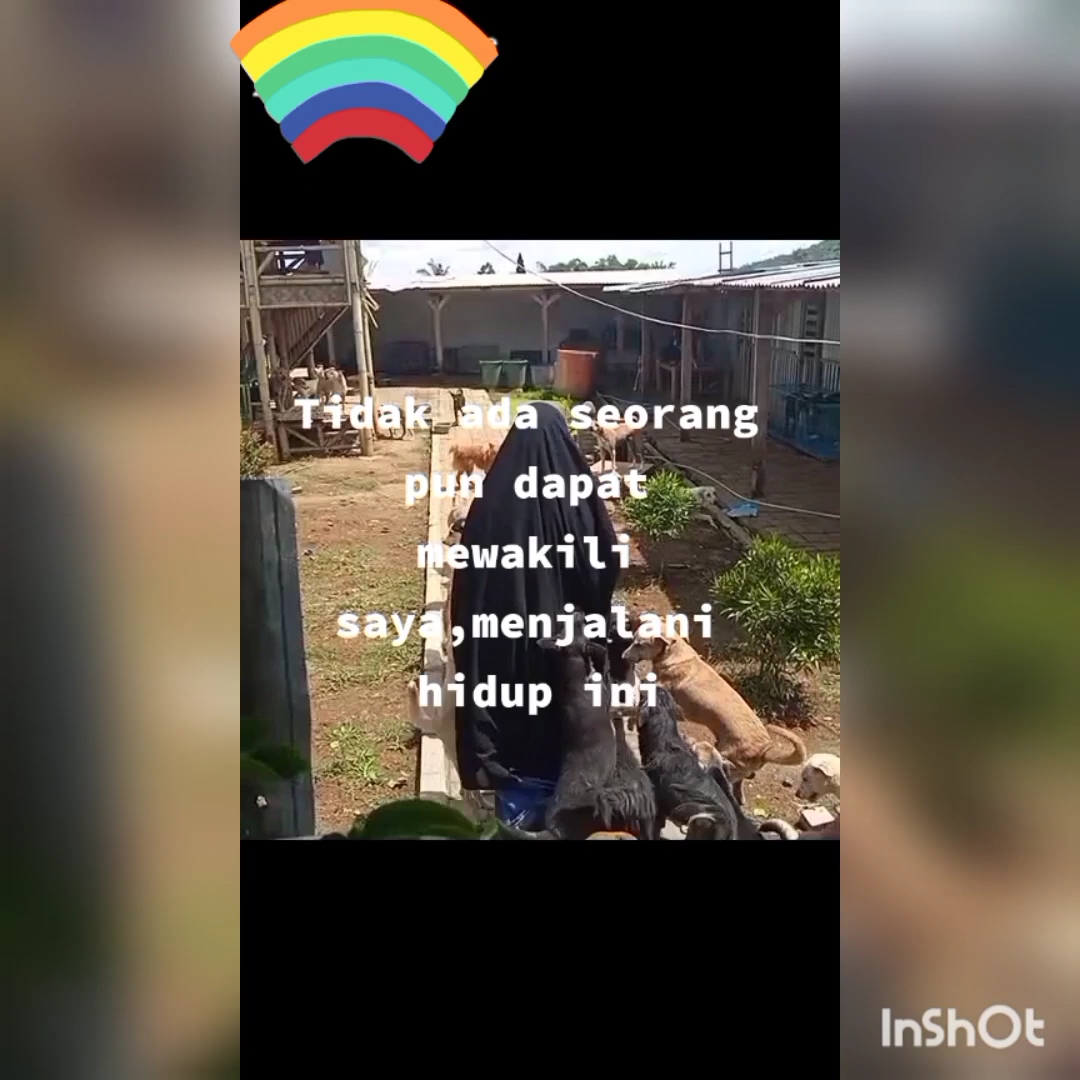 Tidak ada seorang
pun dapat
mewakili
saya,menjalani
hidup ini
InShOt